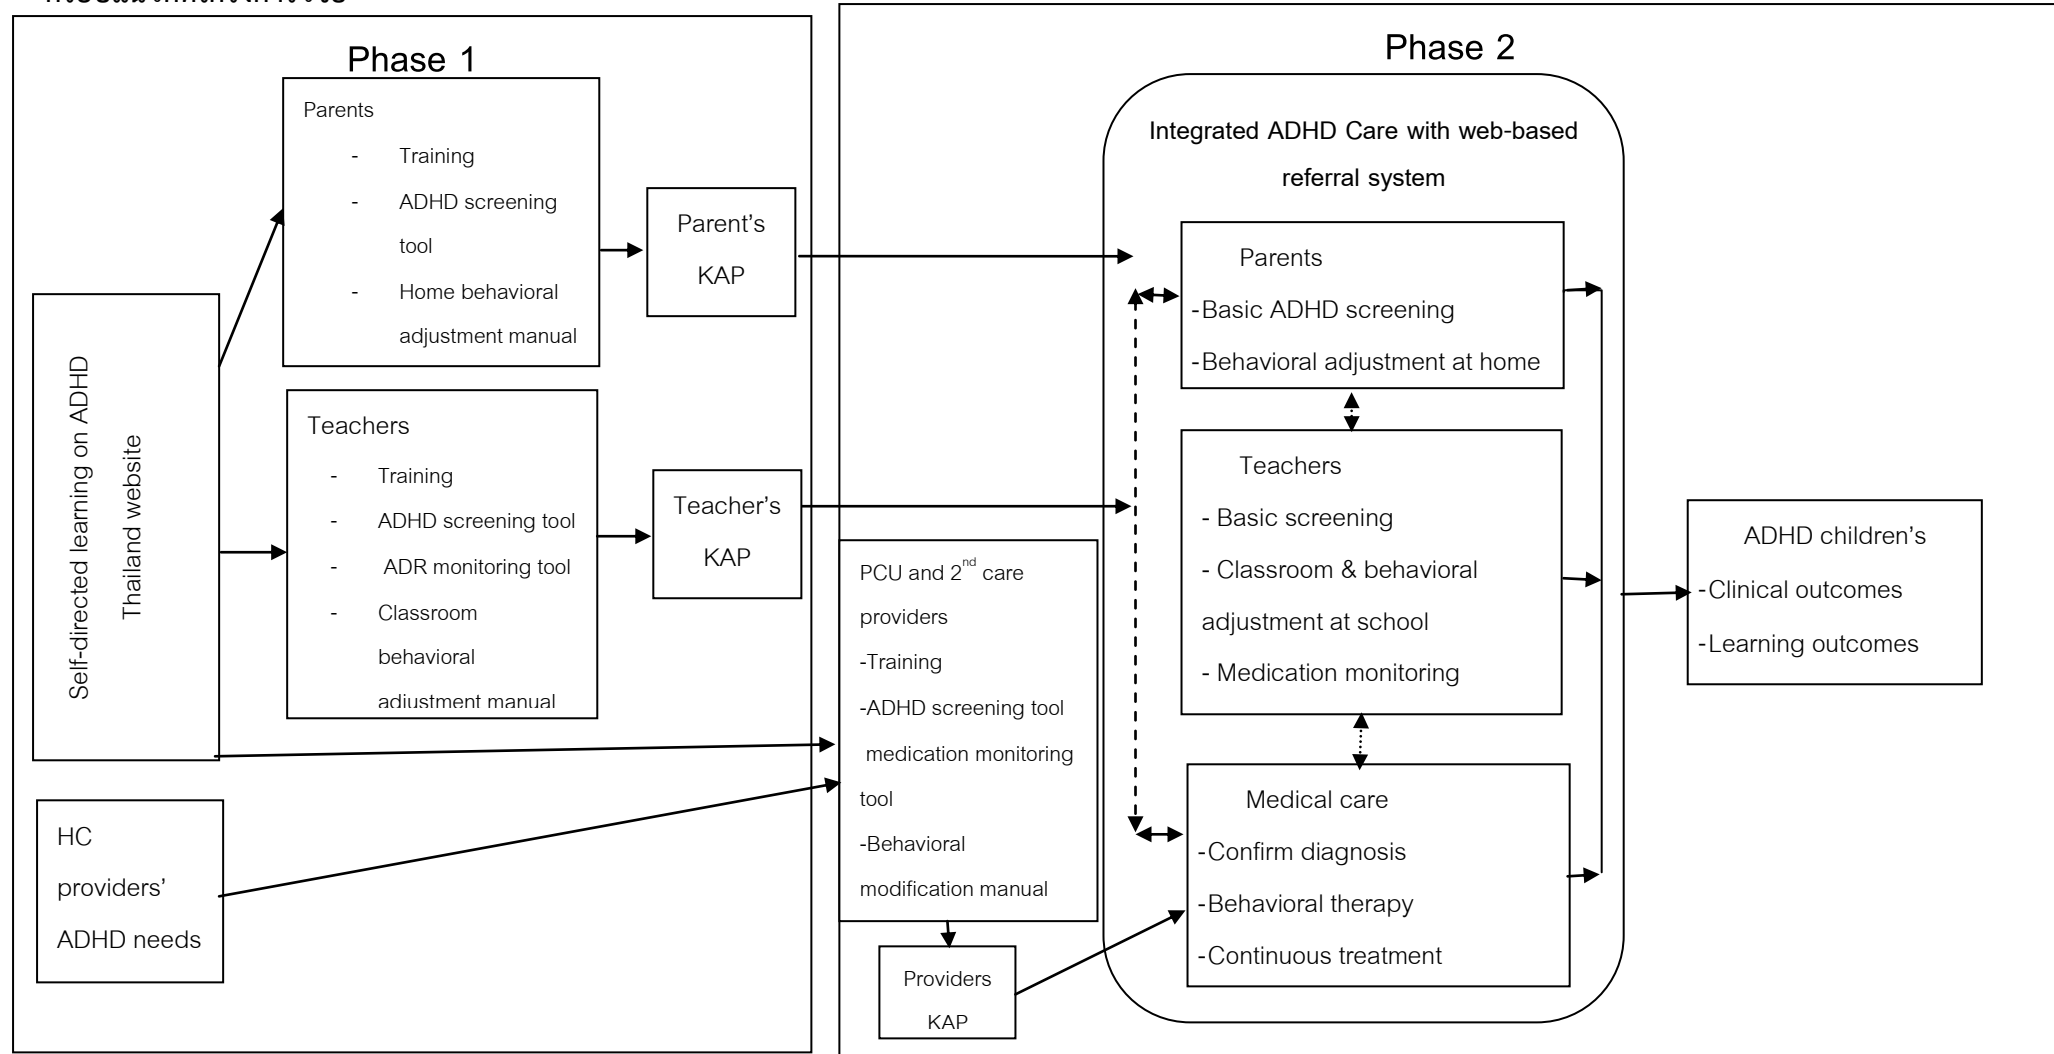 Phase 1
Self-directed learning on ADHD
Thailand website
HC
providers'
ADHD needs
Parents
- Training
- ADHD screening
tool
- Home behavioral
adjustment manual
Parent's
KAP
Teachers
- Training
- ADHD screening tool
- ADR monitoring tool
- Classroom
behavioral
adjustment manual
Teacher's
KAP
Phase 2
PCU and 2nd care
providers
-Training
-ADHD screening tool
medication monitoring
tool
-Behavioral
modification manual
Providers
KAP
Integrated ADHD Care with web-based
referral system
Parents
-Basic ADHD screening
-Behavioral adjustment at home
Teachers
- Basic screening
- Classroom & behavioral
adjustment at school
- Medication monitoring
Medical care
-Confirm diagnosis
-Behavioral therapy
-Continuous treatment
ADHD children's
-Clinical outcomes
-Learning outcomes